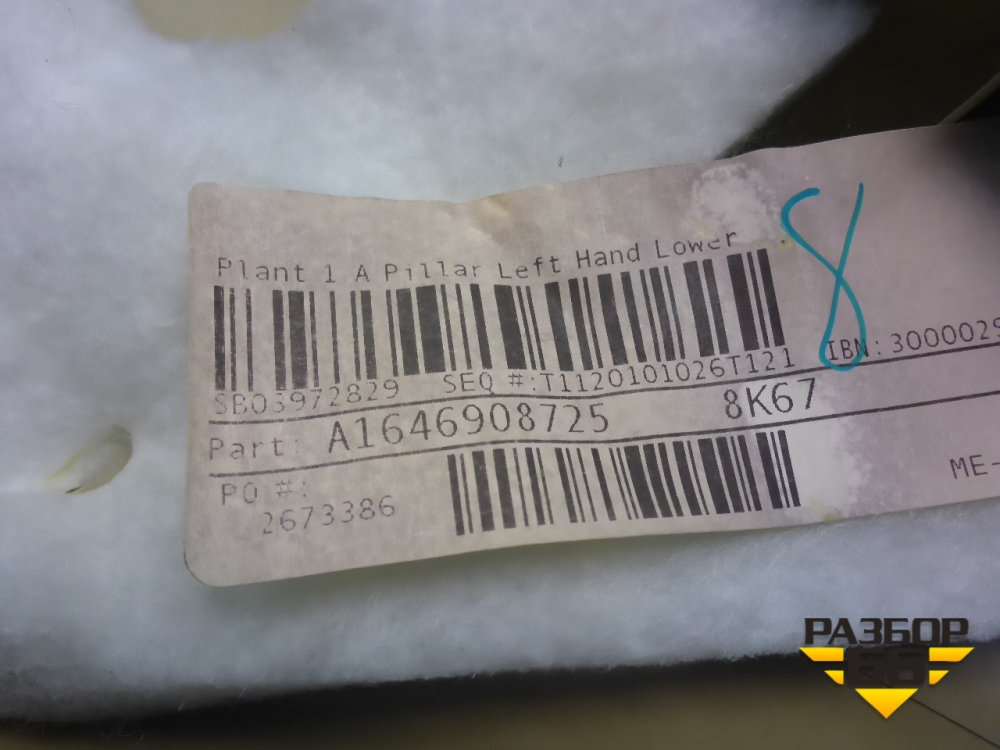 Plant 1 A Pillar Left Hand Lower
8
SB03972829 SEQ #:T1120101026T121 IBN: 3000029
Part: A1646908725 8K67
PO #: ME-
2673386
РАЗБОР
66